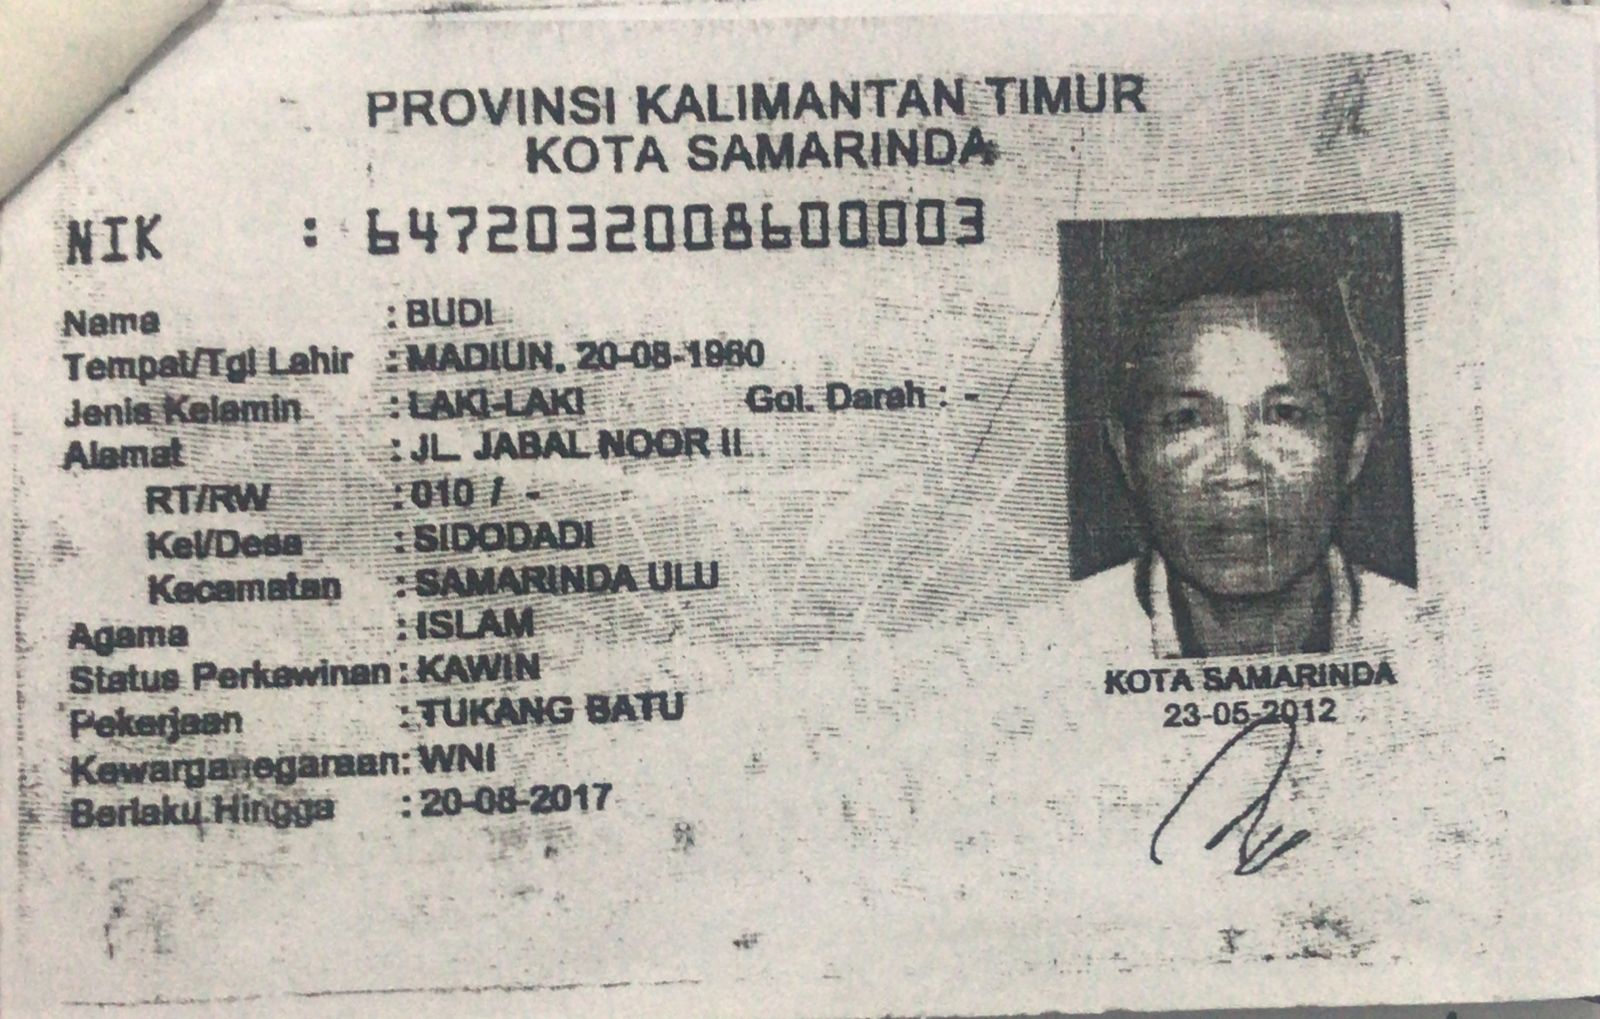 PROVINSI KALIMANTAN TIMUR
KOTA SAMARINDA
NIK : 6472032008600003
Nama : BUDI
Tempat/Tgl Lahir : MADIUN, 20-08-1960
Jenis Kelamin : LAKI-LAKI Gol. Darah : -
Alamat : JL. JABAL NOOR II
RT/RW : 010 / -
Kel/Desa : SIDODADI
Kecamatan : SAMARINDA ULU
Agama : ISLAM
Status Perkawinan : KAWIN
Pekerjaan : TUKANG BATU
Kewarganegaraan : WNI
Berlaku Hingga : 20-08-2017
KOTA SAMARINDA
23-05-2012